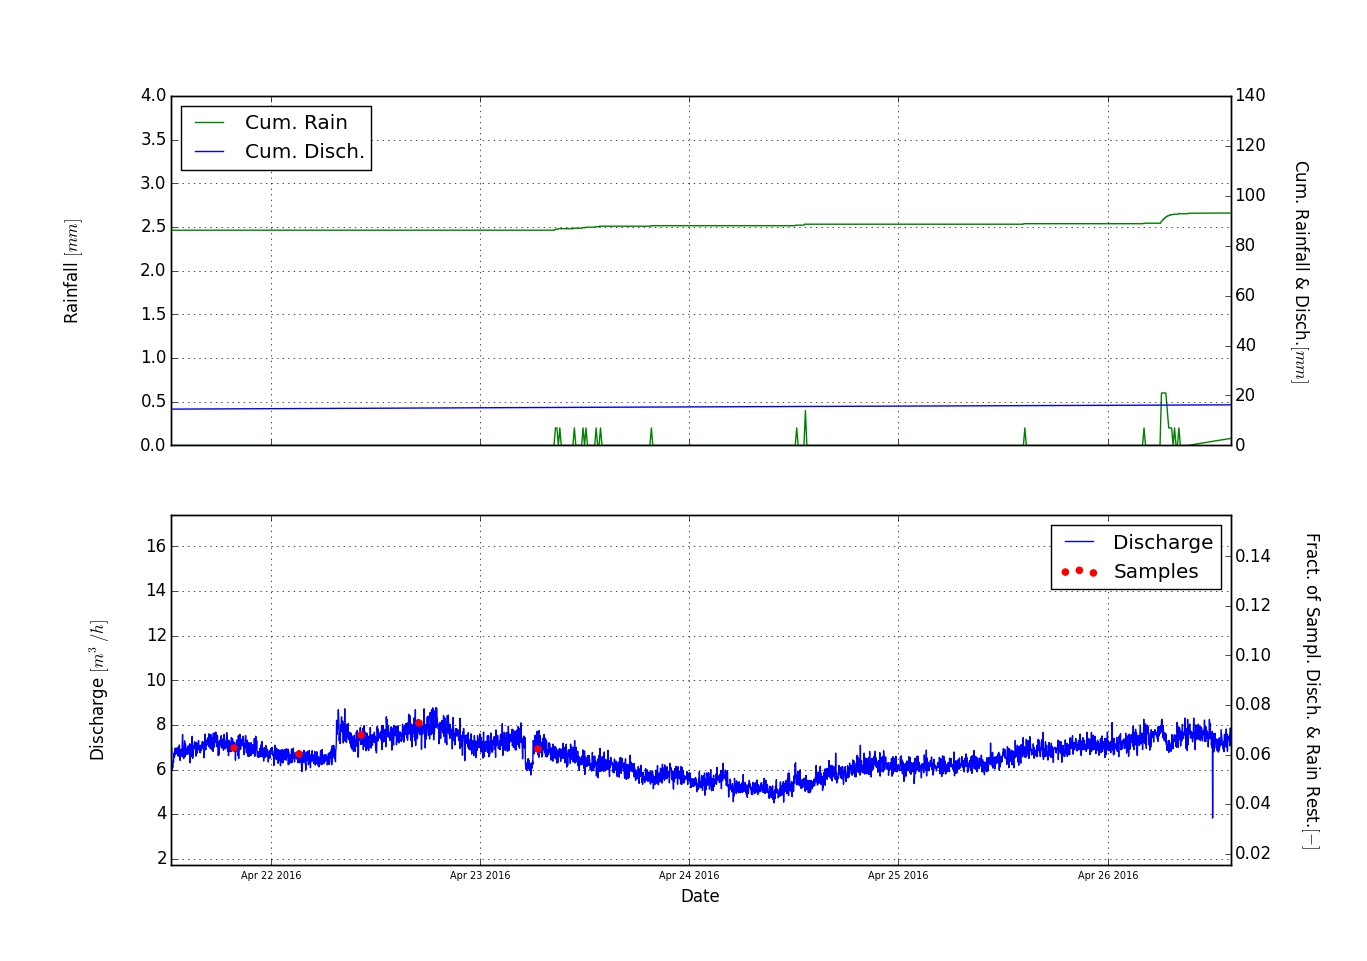 4.0
3.5
3.0
2.5
2.0
1.5
1.0
0.5
0.0
Rainfall [mm]
Cum. Rain
Cum. Disch.
140
120
100
80
60
40
20
0
Cum. Rainfall & Disch.[mm]
16
14
12
10
8
6
4
2
Discharge [m³/h]
Discharge
Samples
0.14
0.12
0.10
0.08
0.06
0.04
0.02
Fract. of Sampl. Disch. & Rain Rest.[−]
Apr 22 2016
Apr 23 2016
Apr 24 2016
Apr 25 2016
Apr 26 2016
Date